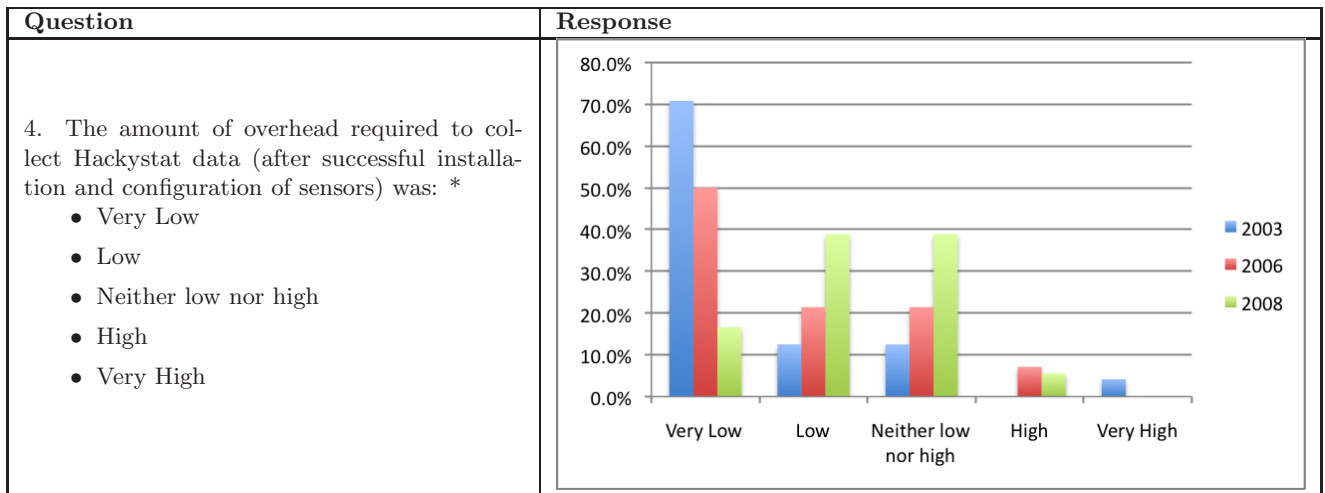 Question
Response
4. The amount of overhead required to col-
lect Hackystat data (after successful installa-
tion and configuration of sensors) was: *
• Very Low
• Low
• Neither low nor high
• High
• Very High
80.0%
70.0%
60.0%
50.0%
40.0%
30.0%
20.0%
10.0%
0.0%
Very Low
Low
Neither low
nor high
High
Very High
2003
2006
2008